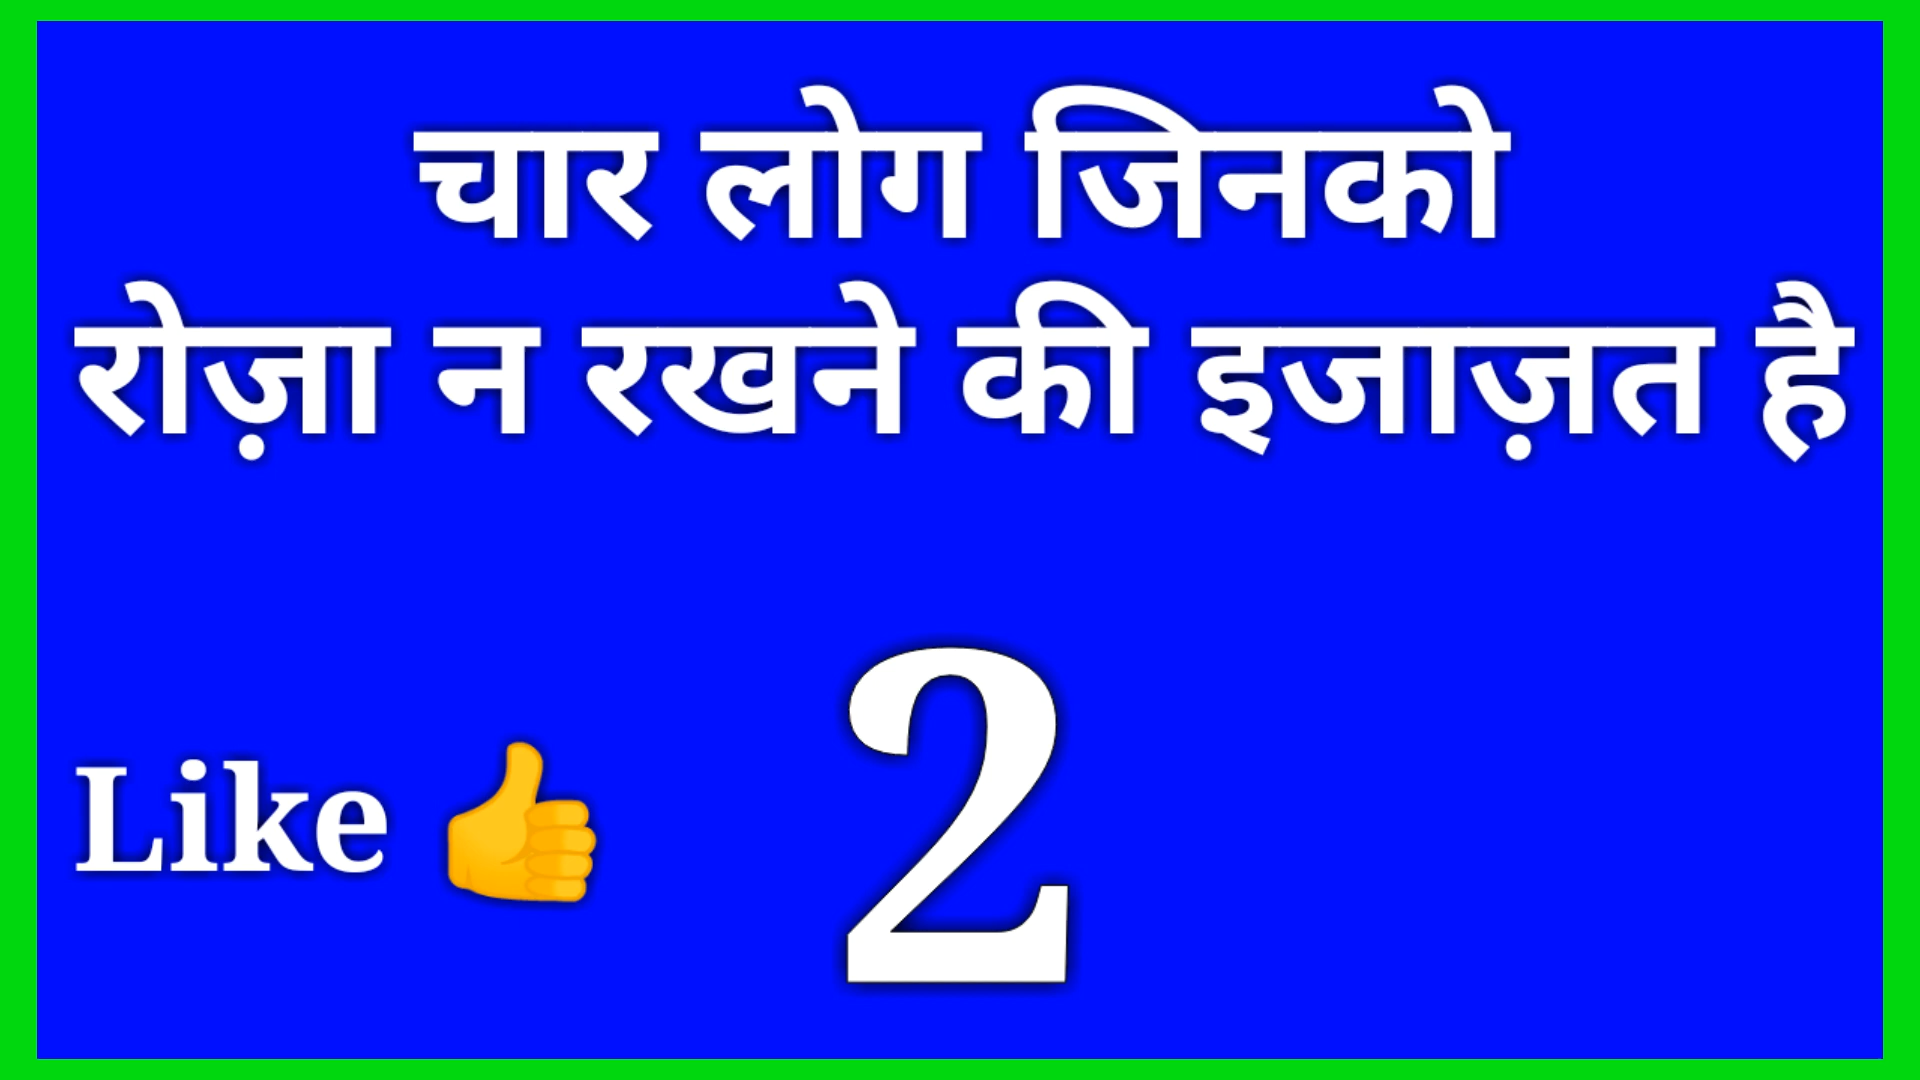 चार लोग जिनको
रोज़ा न रखने की इजाज़त है
Like 👍
2